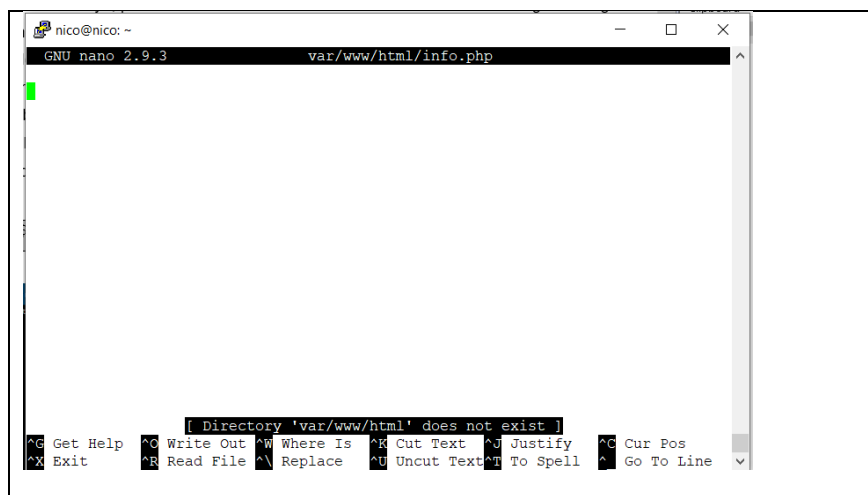 nico@nico: ~
GNU nano 2.9.3 var/www/html/info.php
[ Directory 'var/www/html' does not exist ]
^G Get Help ^O Write Out ^W Where Is ^K Cut Text ^J Justify ^C Cur Pos
^X Exit ^R Read File ^\ Replace ^U Uncut Text ^T To Spell ^ Go To Line